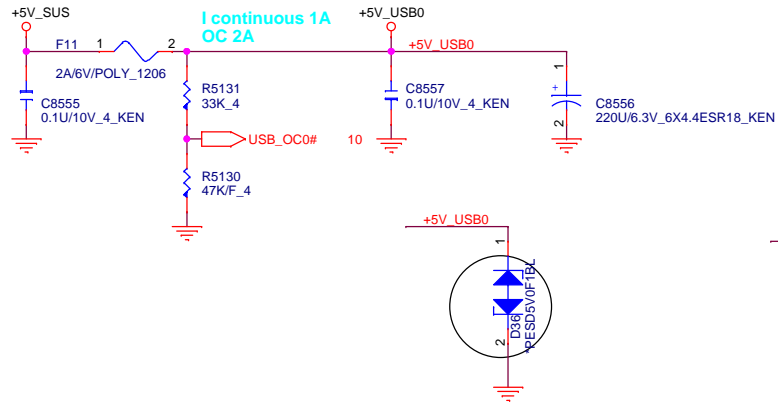 +5V_SUS
I continuous 1A
OC 2A
+5V_USB0
F11 1 2
+5V_USB0
2A/6V/POLY_1206
1
R5131
33K_4
C8555
0.1U/10V_4_KEN
C8557
0.1U/10V_4_KEN
+
C8556
220U/6.3V_6X4.4ESR18_KEN
2
USB_OC0# 10
R5130
47K/F_4
+5V_USB0
1
D36
*PESD5V0F1BL
2